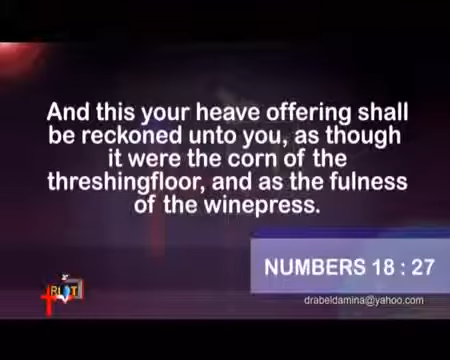 And this your heave offering shall
be reckoned unto you, as though
it were the corn of the
threshingfloor, and as the fulness
of the winepress.
NUMBERS 18 : 27
drabeldamina@yahoo.com